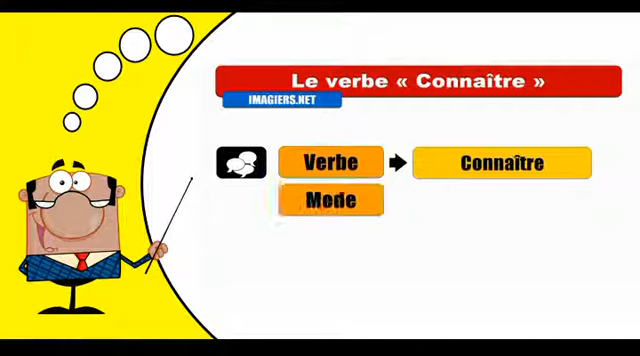 Le verbe « Connaître »
IMAGIERS.NET
Verbe Connaître
Mode